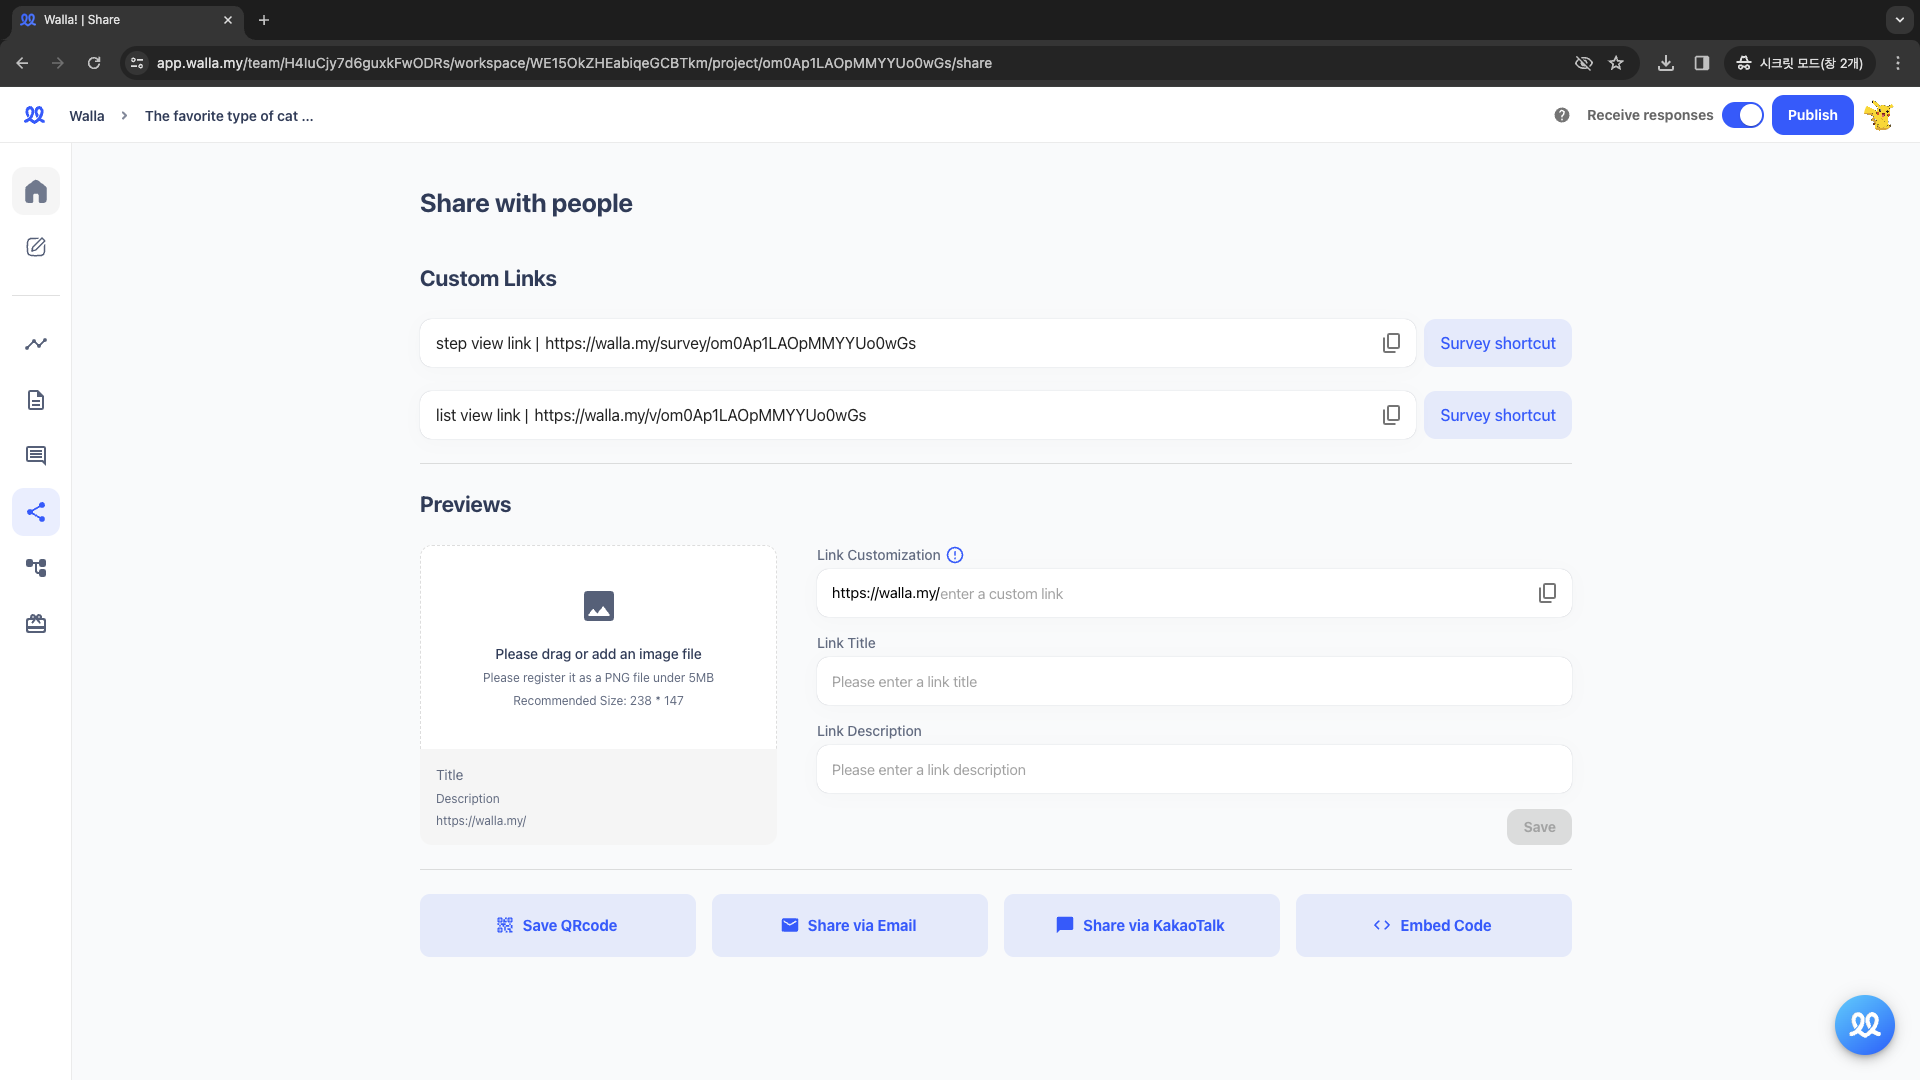 Walla! | Share
app.walla.my/team/H4IuCjy7d6guxkFwODRs/workspace/WE15OkZHEabiqeGCBTkm/project/om0Ap1LAOpMMYYUo0wGs/share
시크릿 모드(창 2개)
Walla
The favorite type of cat ...
Receive responses
Publish
Share with people
Custom Links
step view link | https://walla.my/survey/om0Ap1LAOpMMYYUo0wGs
Survey shortcut
list view link | https://walla.my/v/om0Ap1LAOpMMYYUo0wGs
Survey shortcut
Previews
Please drag or add an image file
Please register it as a PNG file under 5MB
Recommended Size: 238 * 147
Title
Description
https://walla.my/
Link Customization
https://walla.my/enter a custom link
Link Title
Please enter a link title
Link Description
Please enter a link description
Save
Save QRcode
Share via Email
Share via KakaoTalk
Embed Code